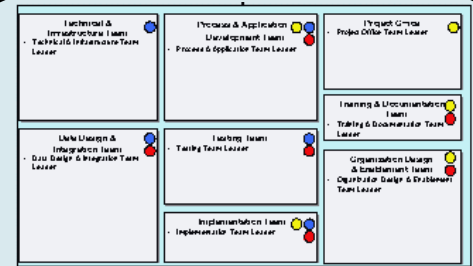 Technical &
Infrastructure Team
• Technical & Infrastructure Team
Leader
Process & Application
Development Team
• Process & Application Team Leader
Project Office
• Project Office Team Leader
Training & Documentation
Team
• Training & Documentation Team
Leader
Data Design &
Integration Team
• Data Design & Integration Team
Leader
Testing Team
• Testing Team Leader
Organization Design
& Enablement Team
• Organization Design & Enablement
Team Leader
Implementation Team
• Implementation Team Leader